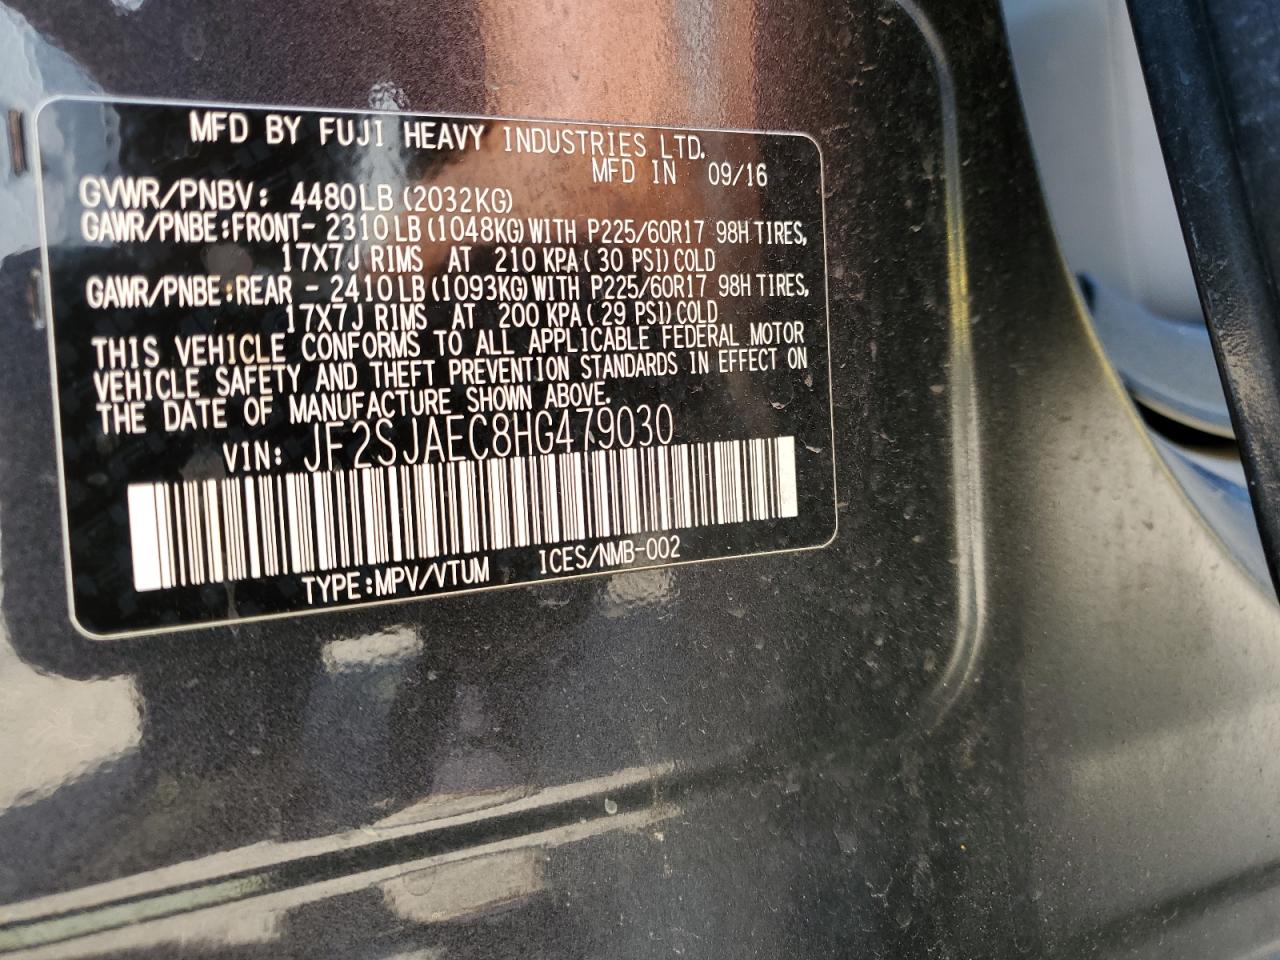 MFD BY FUJI HEAVY INDUSTRIES LTD.
MFD IN 09/16
GVWR/PNBV: 4480LB(2032KG)
GAWR/PNBE:FRONT- 2310LB(1048KG)WITH P225/60R17 98H TIRES,
17X7J RIMS AT 210 KPA( 30 PSI)COLD
GAWR/PNBE:REAR - 2410LB(1093KG)WITH P225/60R17 98H TIRES,
17X7J RIMS AT 200 KPA( 29 PSI)COLD
THIS VEHICLE CONFORMS TO ALL APPLICABLE FEDERAL MOTOR
VEHICLE SAFETY AND THEFT PREVENTION STANDARDS IN EFFECT ON
THE DATE OF MANUFACTURE SHOWN ABOVE.
VIN: JF2SJAEC8HG479030
TYPE:MPV/VTUM ICES/NMB-002